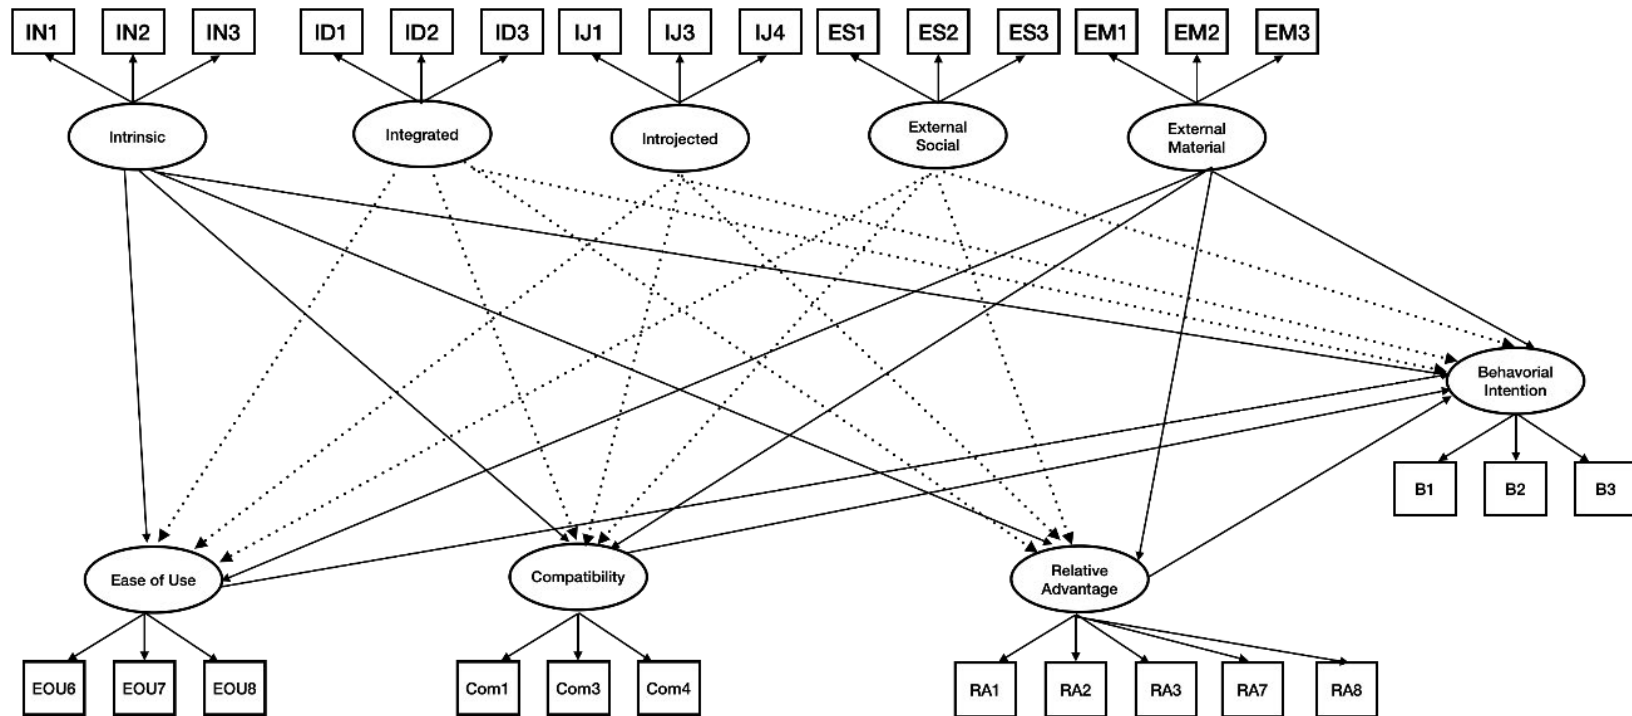 IN1 IN2 IN3 ID1 ID2 ID3 IJ1 IJ3 IJ4 ES1 ES2 ES3 EM1 EM2 EM3
Intrinsic
Integrated
Introjected
External
Social
External
Material
Behavorial
Intention
B1 B2 B3
Ease of Use
Compatibility
Relative
Advantage
EOU6 EOU7 EOU8 Com1 Com3 Com4 RA1 RA2 RA3 RA7 RA8